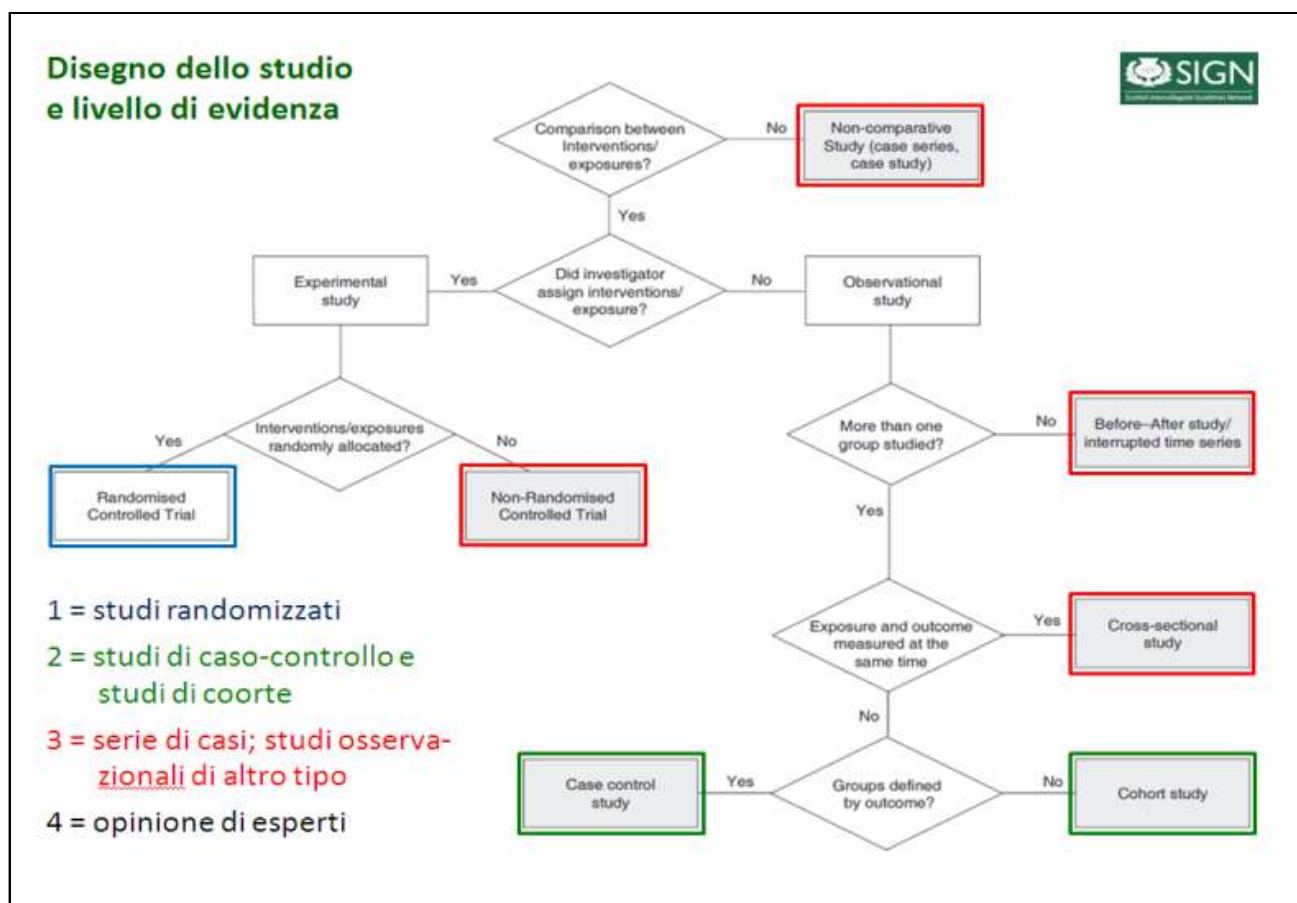 Disegno dello studio
e livello di evidenza
SIGN
Comparison between
Interventions/
exposures?
No
Non-comparative
Study (case series,
case study)
Yes
Experimental
study
Yes
Did investigator
assign interventions/
exposure?
No
Observational
study
Yes
Interventions/exposures
randomly allocated?
No
More than one
group studied?
No
Before–After study/
interrupted time series
Randomised
Controlled Trial
Non-Randomised
Controlled Trial
Yes
1 = studi randomizzati
2 = studi di caso-controllo e
studi di coorte
3 = serie di casi; studi osserva-
zionali di altro tipo
4 = opinione di esperti
Exposure and outcome
measured at the
same time
Yes
Cross-sectional
study
No
Case control
study
Yes
Groups defined
by outcome?
No
Cohort study